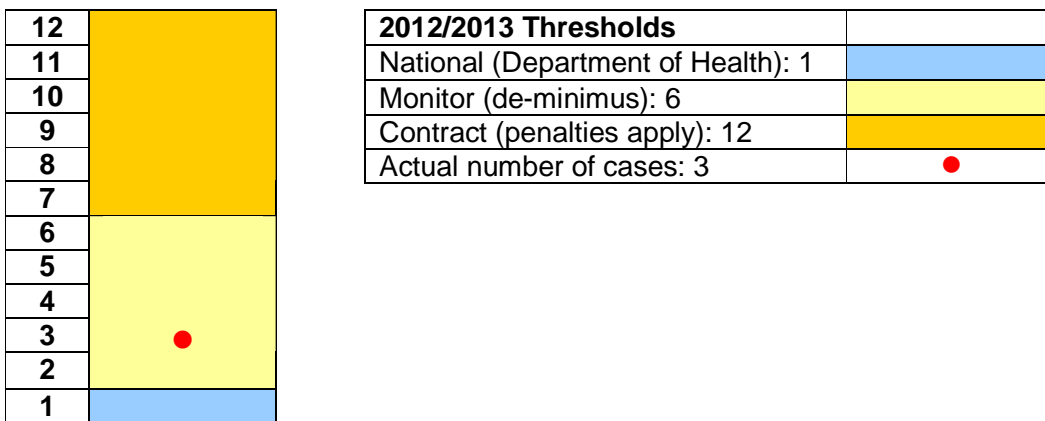 12
11
10
9
8
7
6
5
4
3
2
1
2012/2013 Thresholds
National (Department of Health): 1
Monitor (de-minimus): 6
Contract (penalties apply): 12
Actual number of cases: 3